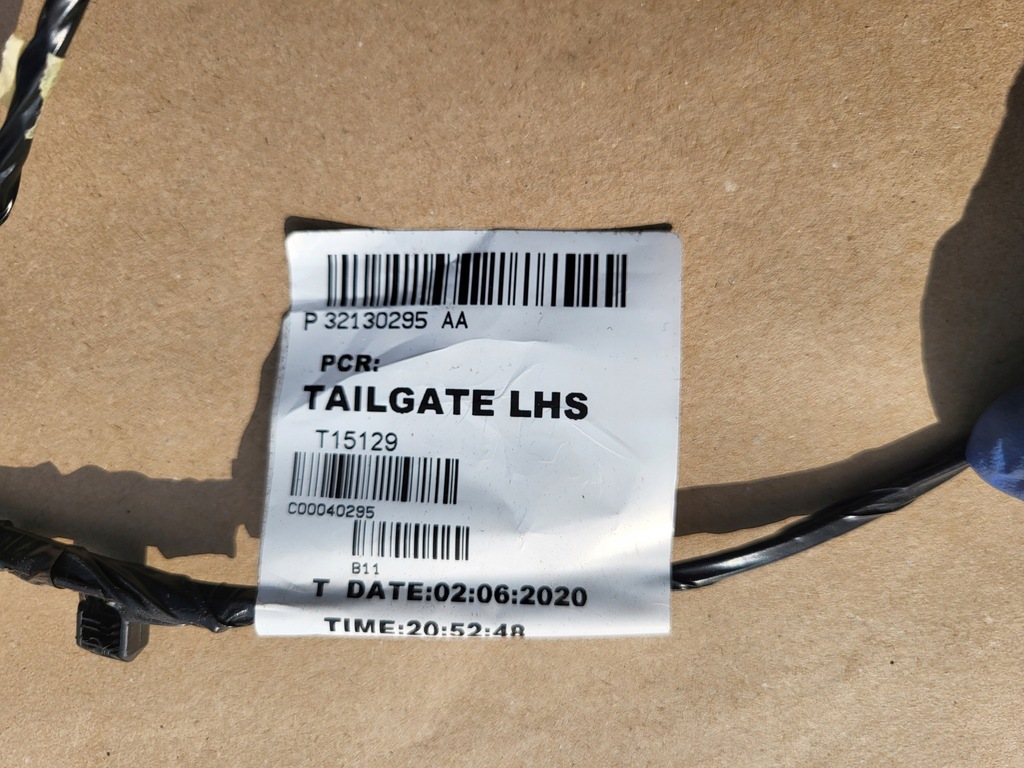 P 32130295 AA
PCR:
TAILGATE LHS
T15129
C00040295
B11
T DATE:02:06:2020
TIME:20:52:48